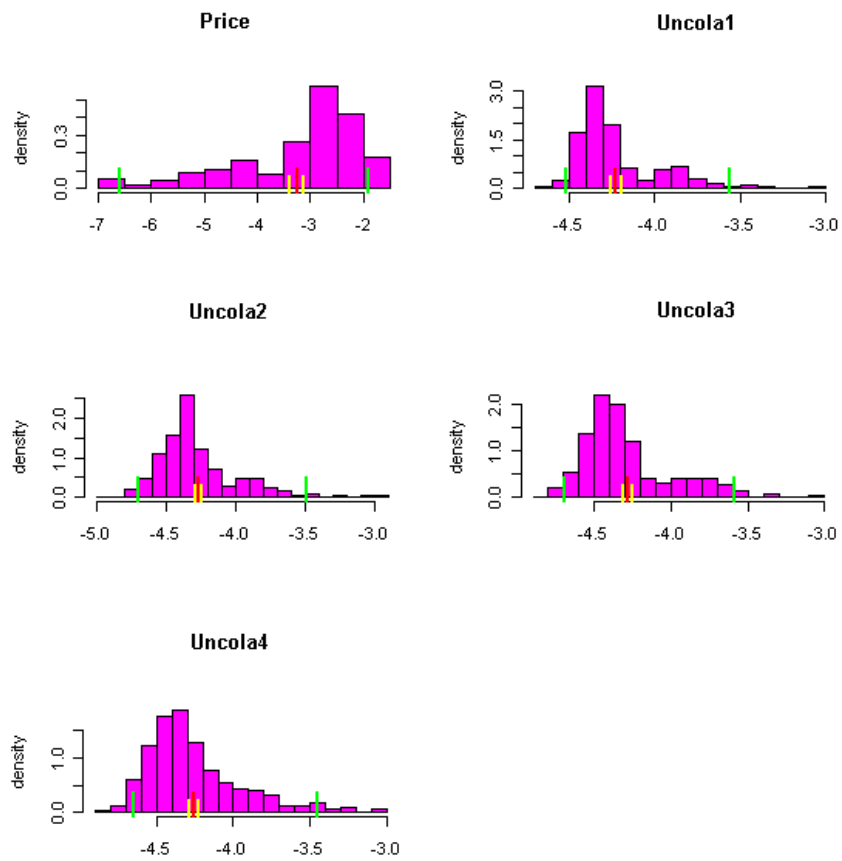 Price
density
0.0 0.3
-7 -6 -5 -4 -3 -2
Uncola1
density
0.0 1.5 3.0
-4.5 -4.0 -3.5 -3.0
Uncola2
density
0.0 1.0 2.0
-5.0 -4.5 -4.0 -3.5 -3.0
Uncola3
density
0.0 1.0 2.0
-4.5 -4.0 -3.5 -3.0
Uncola4
density
0.0 1.0
-4.5 -4.0 -3.5 -3.0